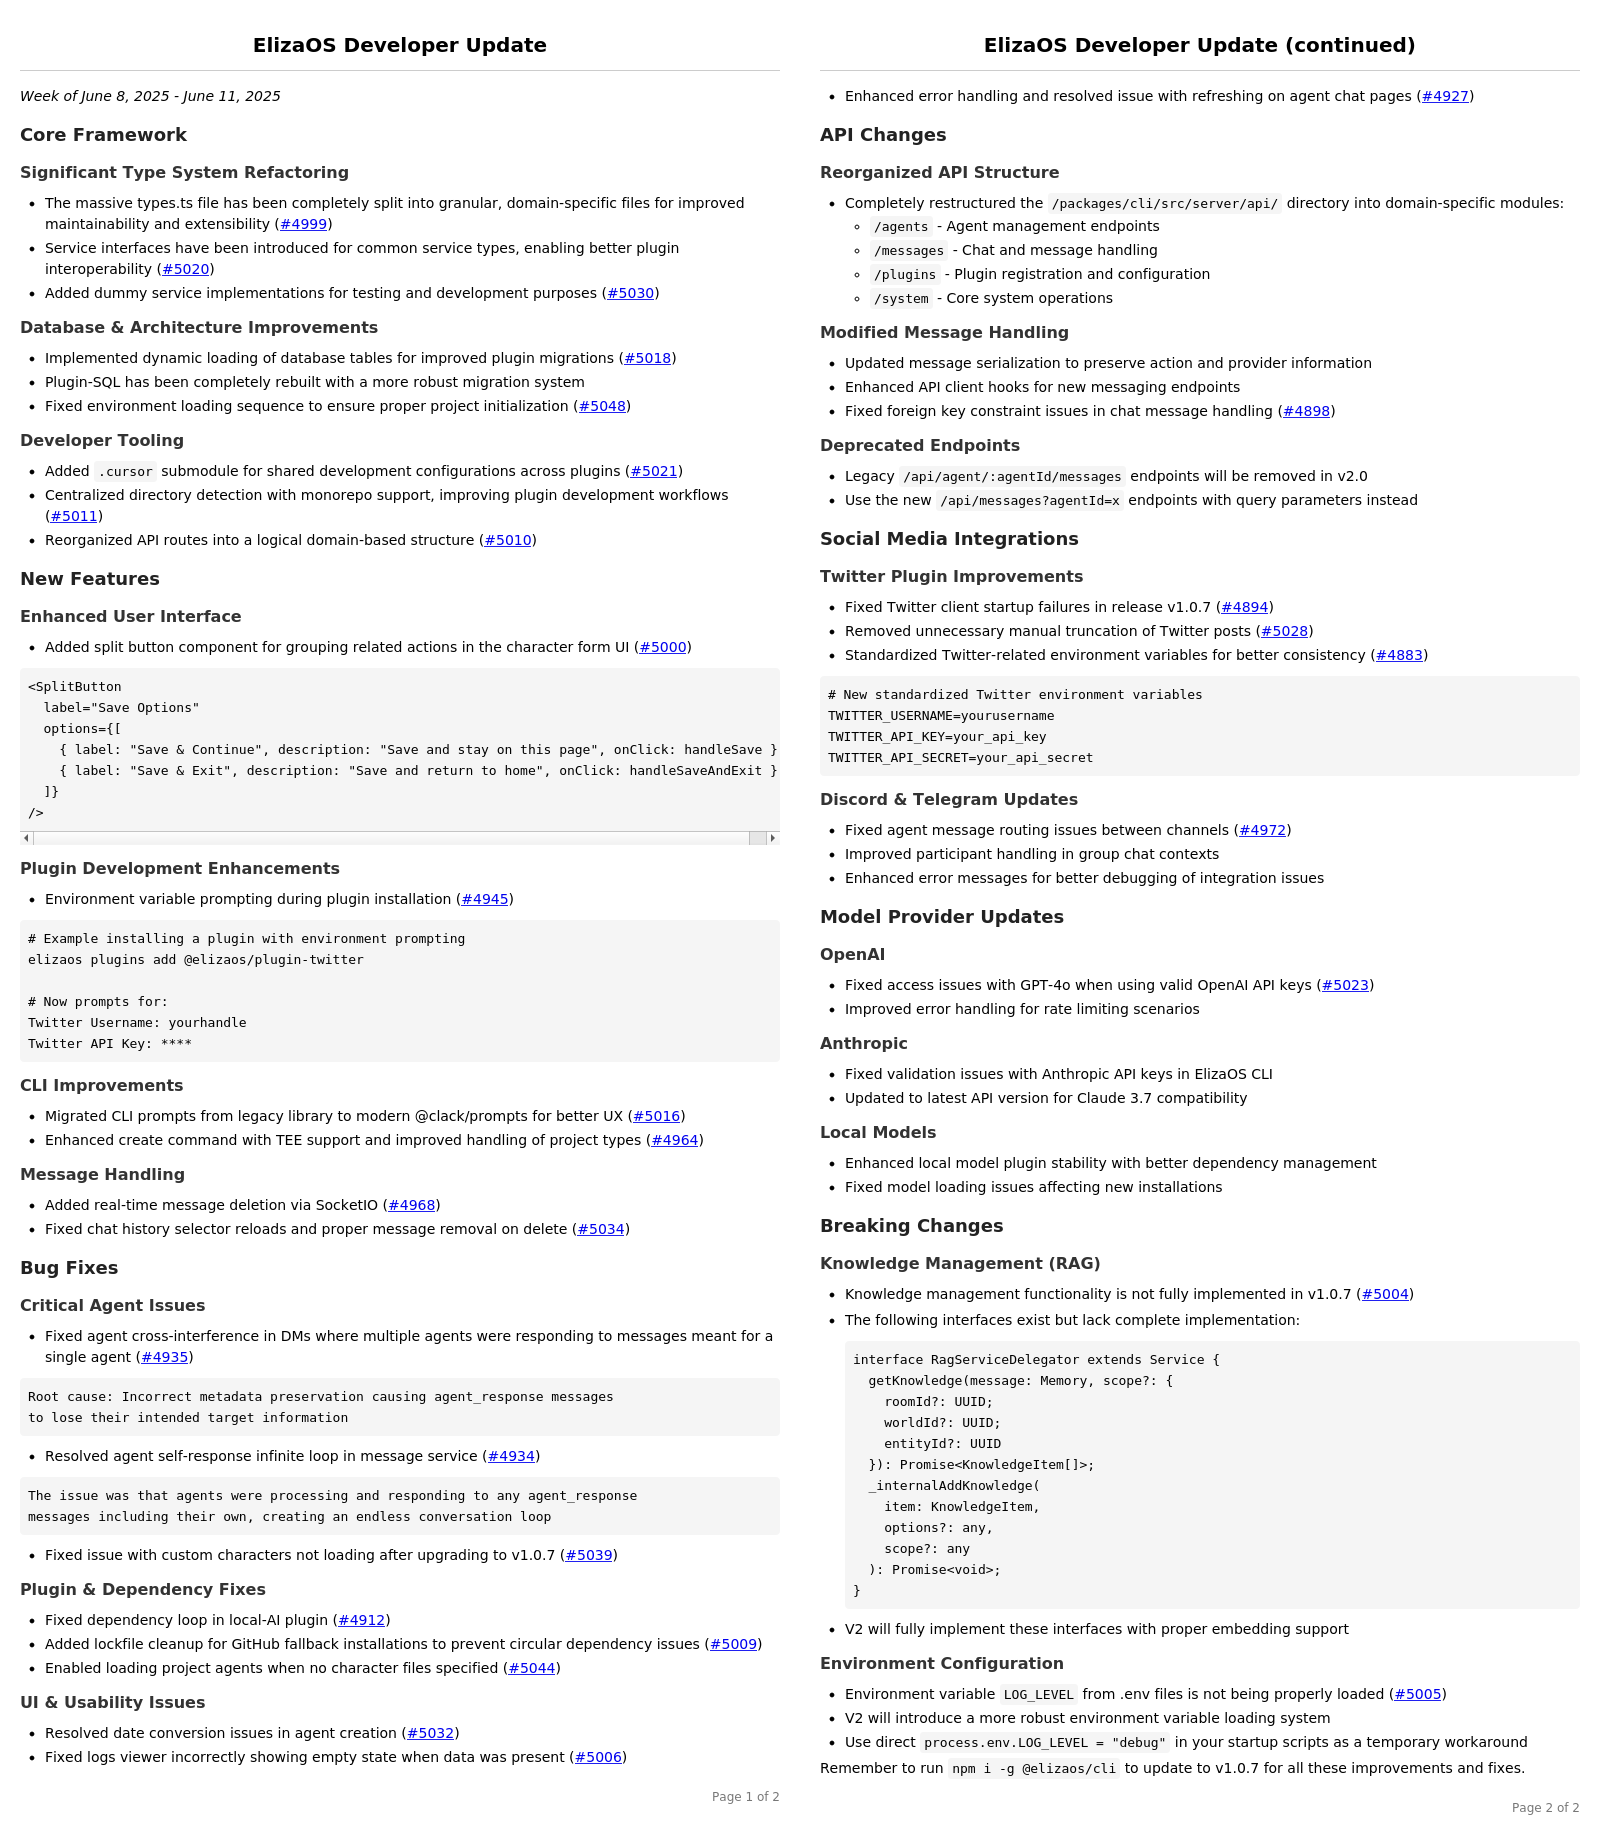 ElizaOS Developer Update
Week of June 8, 2025 - June 11, 2025
Core Framework
Significant Type System Refactoring
• The massive types.ts file has been completely split into granular, domain-specific files for improved
maintainability and extensibility (#4999)
• Service interfaces have been introduced for common service types, enabling better plugin
interoperability (#5020)
• Added dummy service implementations for testing and development purposes (#5030)
Database & Architecture Improvements
• Implemented dynamic loading of database tables for improved plugin migrations (#5018)
• Plugin-SQL has been completely rebuilt with a more robust migration system
• Fixed environment loading sequence to ensure proper project initialization (#5048)
Developer Tooling
• Added .cursor submodule for shared development configurations across plugins (#5021)
• Centralized directory detection with monorepo support, improving plugin development workflows
(#5011)
• Reorganized API routes into a logical domain-based structure (#5010)
New Features
Enhanced User Interface
• Added split button component for grouping related actions in the character form UI (#5000)
<SplitButton
  label="Save Options"
  options={[
    { label: "Save & Continue", description: "Save and stay on this page", onClick: handleSave }
    { label: "Save & Exit", description: "Save and return to home", onClick: handleSaveAndExit }
  ]}
/>
Plugin Development Enhancements
• Environment variable prompting during plugin installation (#4945)
# Example installing a plugin with environment prompting
elizaos plugins add @elizaos/plugin-twitter

# Now prompts for:
Twitter Username: yourhandle
Twitter API Key: ****
CLI Improvements
• Migrated CLI prompts from legacy library to modern @clack/prompts for better UX (#5016)
• Enhanced create command with TEE support and improved handling of project types (#4964)
Message Handling
• Added real-time message deletion via SocketIO (#4968)
• Fixed chat history selector reloads and proper message removal on delete (#5034)
Bug Fixes
Critical Agent Issues
• Fixed agent cross-interference in DMs where multiple agents were responding to messages meant for a
single agent (#4935)
Root cause: Incorrect metadata preservation causing agent_response messages
to lose their intended target information
• Resolved agent self-response infinite loop in message service (#4934)
The issue was that agents were processing and responding to any agent_response
messages including their own, creating an endless conversation loop
• Fixed issue with custom characters not loading after upgrading to v1.0.7 (#5039)
Plugin & Dependency Fixes
• Fixed dependency loop in local-AI plugin (#4912)
• Added lockfile cleanup for GitHub fallback installations to prevent circular dependency issues (#5009)
• Enabled loading project agents when no character files specified (#5044)
UI & Usability Issues
• Resolved date conversion issues in agent creation (#5032)
• Fixed logs viewer incorrectly showing empty state when data was present (#5006)
Page 1 of 2
ElizaOS Developer Update (continued)
• Enhanced error handling and resolved issue with refreshing on agent chat pages (#4927)
API Changes
Reorganized API Structure
• Completely restructured the /packages/cli/src/server/api/ directory into domain-specific modules:
◦ /agents - Agent management endpoints
◦ /messages - Chat and message handling
◦ /plugins - Plugin registration and configuration
◦ /system - Core system operations
Modified Message Handling
• Updated message serialization to preserve action and provider information
• Enhanced API client hooks for new messaging endpoints
• Fixed foreign key constraint issues in chat message handling (#4898)
Deprecated Endpoints
• Legacy /api/agent/:agentId/messages endpoints will be removed in v2.0
• Use the new /api/messages?agentId=x endpoints with query parameters instead
Social Media Integrations
Twitter Plugin Improvements
• Fixed Twitter client startup failures in release v1.0.7 (#4894)
• Removed unnecessary manual truncation of Twitter posts (#5028)
• Standardized Twitter-related environment variables for better consistency (#4883)
# New standardized Twitter environment variables
TWITTER_USERNAME=yourusername
TWITTER_API_KEY=your_api_key
TWITTER_API_SECRET=your_api_secret
Discord & Telegram Updates
• Fixed agent message routing issues between channels (#4972)
• Improved participant handling in group chat contexts
• Enhanced error messages for better debugging of integration issues
Model Provider Updates
OpenAI
• Fixed access issues with GPT-4o when using valid OpenAI API keys (#5023)
• Improved error handling for rate limiting scenarios
Anthropic
• Fixed validation issues with Anthropic API keys in ElizaOS CLI
• Updated to latest API version for Claude 3.7 compatibility
Local Models
• Enhanced local model plugin stability with better dependency management
• Fixed model loading issues affecting new installations
Breaking Changes
Knowledge Management (RAG)
• Knowledge management functionality is not fully implemented in v1.0.7 (#5004)
• The following interfaces exist but lack complete implementation:
interface RagServiceDelegator extends Service {
  getKnowledge(message: Memory, scope?: {
    roomId?: UUID;
    worldId?: UUID;
    entityId?: UUID
  }): Promise<KnowledgeItem[]>;
  _internalAddKnowledge(
    item: KnowledgeItem,
    options?: any,
    scope?: any
  ): Promise<void>;
}
• V2 will fully implement these interfaces with proper embedding support
Environment Configuration
• Environment variable LOG_LEVEL from .env files is not being properly loaded (#5005)
• V2 will introduce a more robust environment variable loading system
• Use direct process.env.LOG_LEVEL = "debug" in your startup scripts as a temporary workaround
Remember to run npm i -g @elizaos/cli to update to v1.0.7 for all these improvements and fixes.
Page 2 of 2